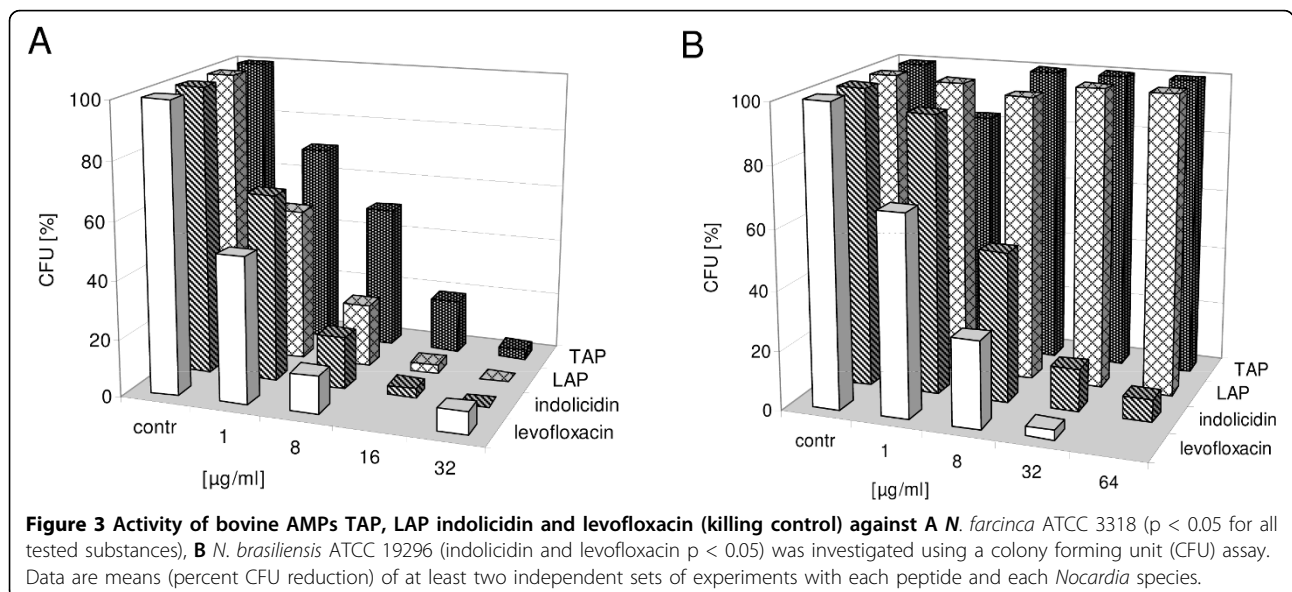 A
B
100
80
60
40
20
0
CFU [%]
contr
1
8
16
32
[µg/ml]
TAP
LAP
indolicidin
levofloxacin
100
80
60
40
20
0
CFU [%]
contr
1
8
32
64
[µg/ml]
TAP
LAP
indolicidin
levofloxacin
Figure 3 Activity of bovine AMPs TAP, LAP indolicidin and levofloxacin (killing control) against A N. farcinca ATCC 3318 (p < 0.05 for all
tested substances), B N. brasiliensis ATCC 19296 (indolicidin and levofloxacin p < 0.05) was investigated using a colony forming unit (CFU) assay.
Data are means (percent CFU reduction) of at least two independent sets of experiments with each peptide and each Nocardia species.